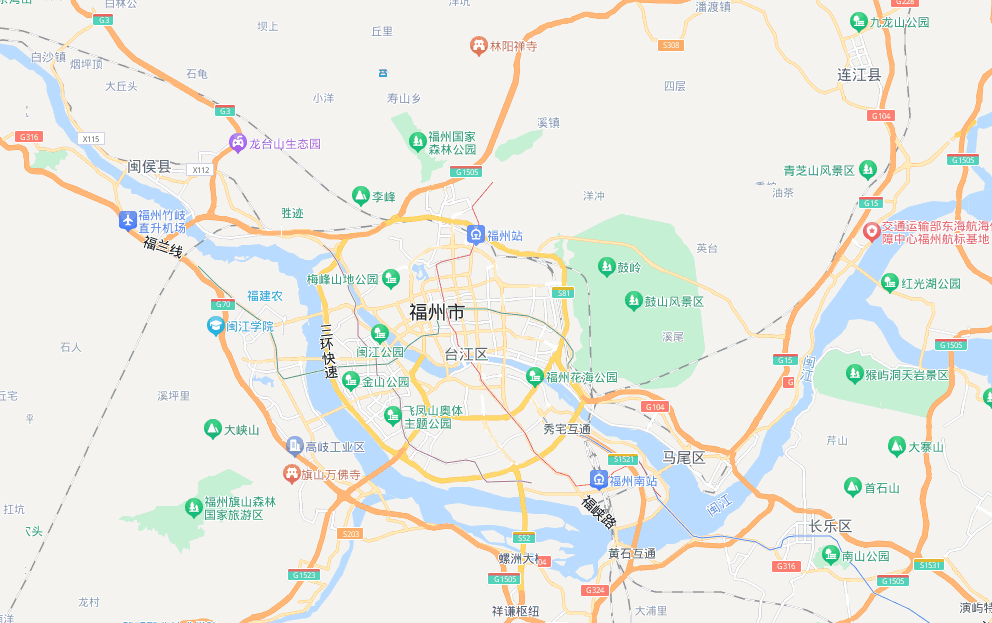 白林公
G3
洋坑
潘渡镇
G228
坝上
丘里
九龙山公园
林阳禅寺
S308
白沙镇
烟坪顶
石龟
连江县
大丘头
小洋
寿山乡
四层
G3
G104
G316
X115
龙台山生态园
福州国家
森林公园
溪镇
G1505
闽侯县
X112
G1505
青芝山风景区
油茶
李峰
洋冲
G15
胜迹
福州竹岐
直升机场
福州站
交通运输部东海航海保
障中心福州航标基地
福兰线
英台
鼓岭
梅峰山地公园
红光湖公园
福建农
S81
鼓山风景区
G70
福州市
闽江学院
三环快速
溪尾
石人
闽江公园
台江区
G1505
G15
闽江
猴屿洞天岩景区
金山公园
福州花海公园
G
溪坪里
G104
飞凤山奥体
主题公园
大峡山
秀宅互通
芹山
高岐工业区
大寨山
S1521
马尾区
旗山万佛寺
福州南站
首石山
福州旗山森林
国家旅游区
闽江
扛坑
福峡路
长乐区
S203
S52
黄石互通
南山公园
螺洲大桥
04
G316
S1531
G1523
G1505
G1505
G324
龙村
祥谦枢纽
大浦里
演屿特